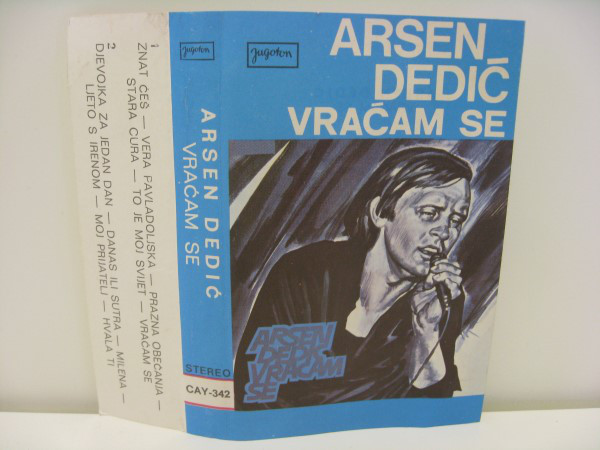 1
ZNAT ĆEŠ — VERA PAVLADOLJSKA — PRAZNA OBEĆANJA —
STARA CURA — TO JE MOJ SVIJET — VRAĆAM SE
2
DJEVOJKA ZA JEDAN DAN — DANAS ILI SUTRA — MILENA —
LJETO S IRENOM — MOJ PRIJATELJ — HVALA TI
jugoton
ARSEN DEDIĆ
VRAĆAM SE
STEREO
CAY-342
jugoton
ARSEN
DEDIĆ
VRAĆAM SE
ARSEN
DEDIĆ
VRAĆAM
SE